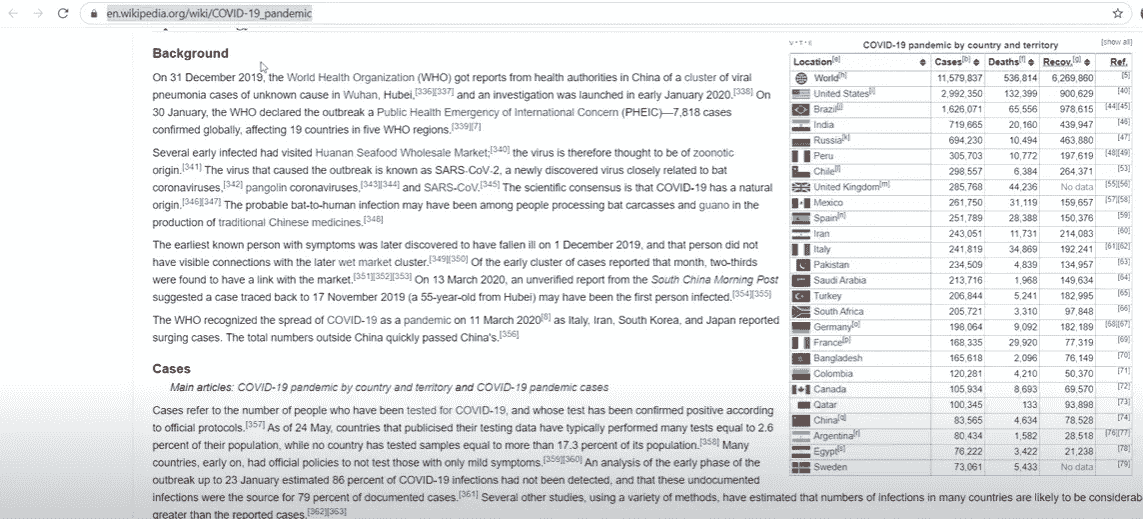 en.wikipedia.org/wiki/COVID-19_pandemic
Background
On 31 December 2019, the World Health Organization (WHO) got reports from health authorities in China of a cluster of viral
pneumonia cases of unknown cause in Wuhan, Hubei,[336][337] and an investigation was launched in early January 2020.[338] On
30 January, the WHO declared the outbreak a Public Health Emergency of International Concern (PHEIC)—7,818 cases
confirmed globally, affecting 19 countries in five WHO regions.[339][7]
Several early infected had visited Huanan Seafood Wholesale Market;[340] the virus is therefore thought to be of zoonotic
origin.[341] The virus that caused the outbreak is known as SARS-CoV-2, a newly discovered virus closely related to bat
coronaviruses,[342] pangolin coronaviruses,[343][344] and SARS-CoV.[345] The scientific consensus is that COVID-19 has a natural
origin.[346][347] The probable bat-to-human infection may have been among people processing bat carcasses and guano in the
production of traditional Chinese medicines.[348]
The earliest known person with symptoms was later discovered to have fallen ill on 1 December 2019, and that person did not
have visible connections with the later wet market cluster.[349][350] Of the early cluster of cases reported that month, two-thirds
were found to have a link with the market.[351][352][353] On 13 March 2020, an unverified report from the South China Morning Post
suggested a case traced back to 17 November 2019 (a 55-year-old from Hubei) may have been the first person infected.[354][355]
The WHO recognized the spread of COVID-19 as a pandemic on 11 March 2020[8] as Italy, Iran, South Korea, and Japan reported
surging cases. The total numbers outside China quickly passed China's.[356]
Cases
Main articles: COVID-19 pandemic by country and territory and COVID-19 pandemic cases
Cases refer to the number of people who have been tested for COVID-19, and whose test has been confirmed positive according
to official protocols.[357] As of 24 May, countries that publicised their testing data have typically performed many tests equal to 2.6
percent of their population, while no country has tested samples equal to more than 17.3 percent of its population.[358] Many
countries, early on, had official policies to not test those with only mild symptoms.[359][360] An analysis of the early phase of the
outbreak up to 23 January estimated 86 percent of COVID-19 infections had not been detected, and that these undocumented
infections were the source for 79 percent of documented cases.[361] Several other studies, using a variety of methods, have estimated that numbers of infections in many countries are likely to be considerab
greater than the reported cases.[362][363]
V·T·E COVID-19 pandemic by country and territory [show all]
Location[e] Cases[b] Deaths[f] Recov.[g] Ref.
World[h] 11,579,837 536,814 6,269,860 [5]
United States[i] 2,992,350 132,399 900,629 [40]
Brazil[j] 1,626,071 65,556 978,615 [44][45]
India 719,665 20,160 439,947 [46]
Russia[k] 694,230 10,494 463,880 [47]
Peru 305,703 10,772 197,619 [48][49]
Chile[l] 298,557 6,384 264,371 [53]
United Kingdom[m] 285,768 44,236 No data [55][56]
Mexico 261,750 31,119 159,657 [57][58]
Spain[n] 251,789 28,388 150,376 [59]
Iran 243,051 11,731 214,083 [60]
Italy 241,819 34,869 192,241 [61][62]
Pakistan 234,509 4,839 134,957 [63]
Saudi Arabia 213,716 1,968 149,634 [64]
Turkey 206,844 5,241 182,995 [65]
South Africa 205,721 3,310 97,848 [66]
Germany[o] 198,064 9,092 182,189 [68][67]
France[p] 168,335 29,920 77,319 [69]
Bangladesh 165,618 2,096 76,149 [70]
Colombia 120,281 4,210 50,370 [71]
Canada 105,934 8,693 69,570 [72]
Qatar 100,345 133 93,898 [73]
China[q] 83,565 4,634 78,528 [74]
Argentina[r] 80,434 1,582 28,518 [76][77]
Egypt[s] 76,222 3,422 21,238 [78]
Sweden 73,061 5,433 No data [79]